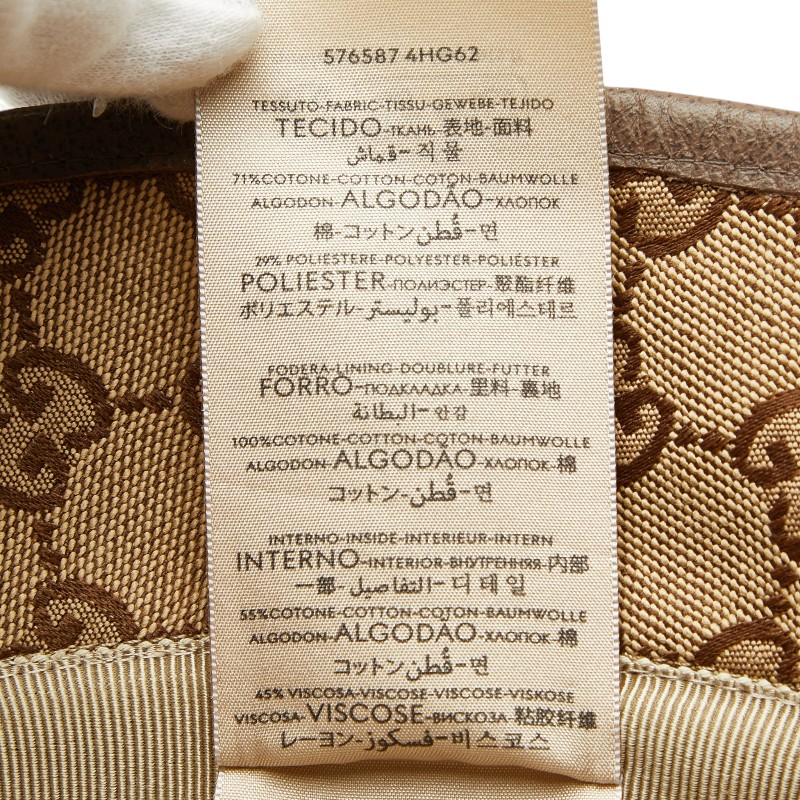 576587 4HG62
TESSUTO-FABRIC-TISSU-GEWEBE-TEJIDO
TECIDO-ТКАНЬ 表地-面料
قماش-직물
71%COTONE-COTTON-COTON-BAUMWOLLE
ALGODON-ALGODÃO-ХЛОПОК
棉-コットン-قُطن-면
29% POLIESTERE-POLYESTER-POLIÉSTER
POLIESTER-ПОЛИЭСТЕР-聚酯纤维
ポリエステル-بوليستر-폴리에스테르
FODERA-LINING-DOUBLURE-FUTTER
FORRO-ПОДКЛАДКА-里料-裏地
البطانة-안감
100%COTONE-COTTON-COTON-BAUMWOLLE
ALGODON-ALGODÃO-ХЛОПОК-棉
コットン-قُطن-면
INTERNO-INSIDE-INTERIEUR-INTERN
INTERNO-INTERIOR-ВНУТРЕННЯЯ-内部
一部-التفاصيل-디테일
55%COTONE-COTTON-COTON-BAUMWOLLE
ALGODON-ALGODÃO-ХЛОПОК-棉
コットン-قُطن-면
45% VISCOSA-VISCOSE-VISCOSE-VISKOSE
VISCOSA-VISCOSE-ВИСКОЗА-粘胶纤维
レーヨン-فسكوز-비스코스